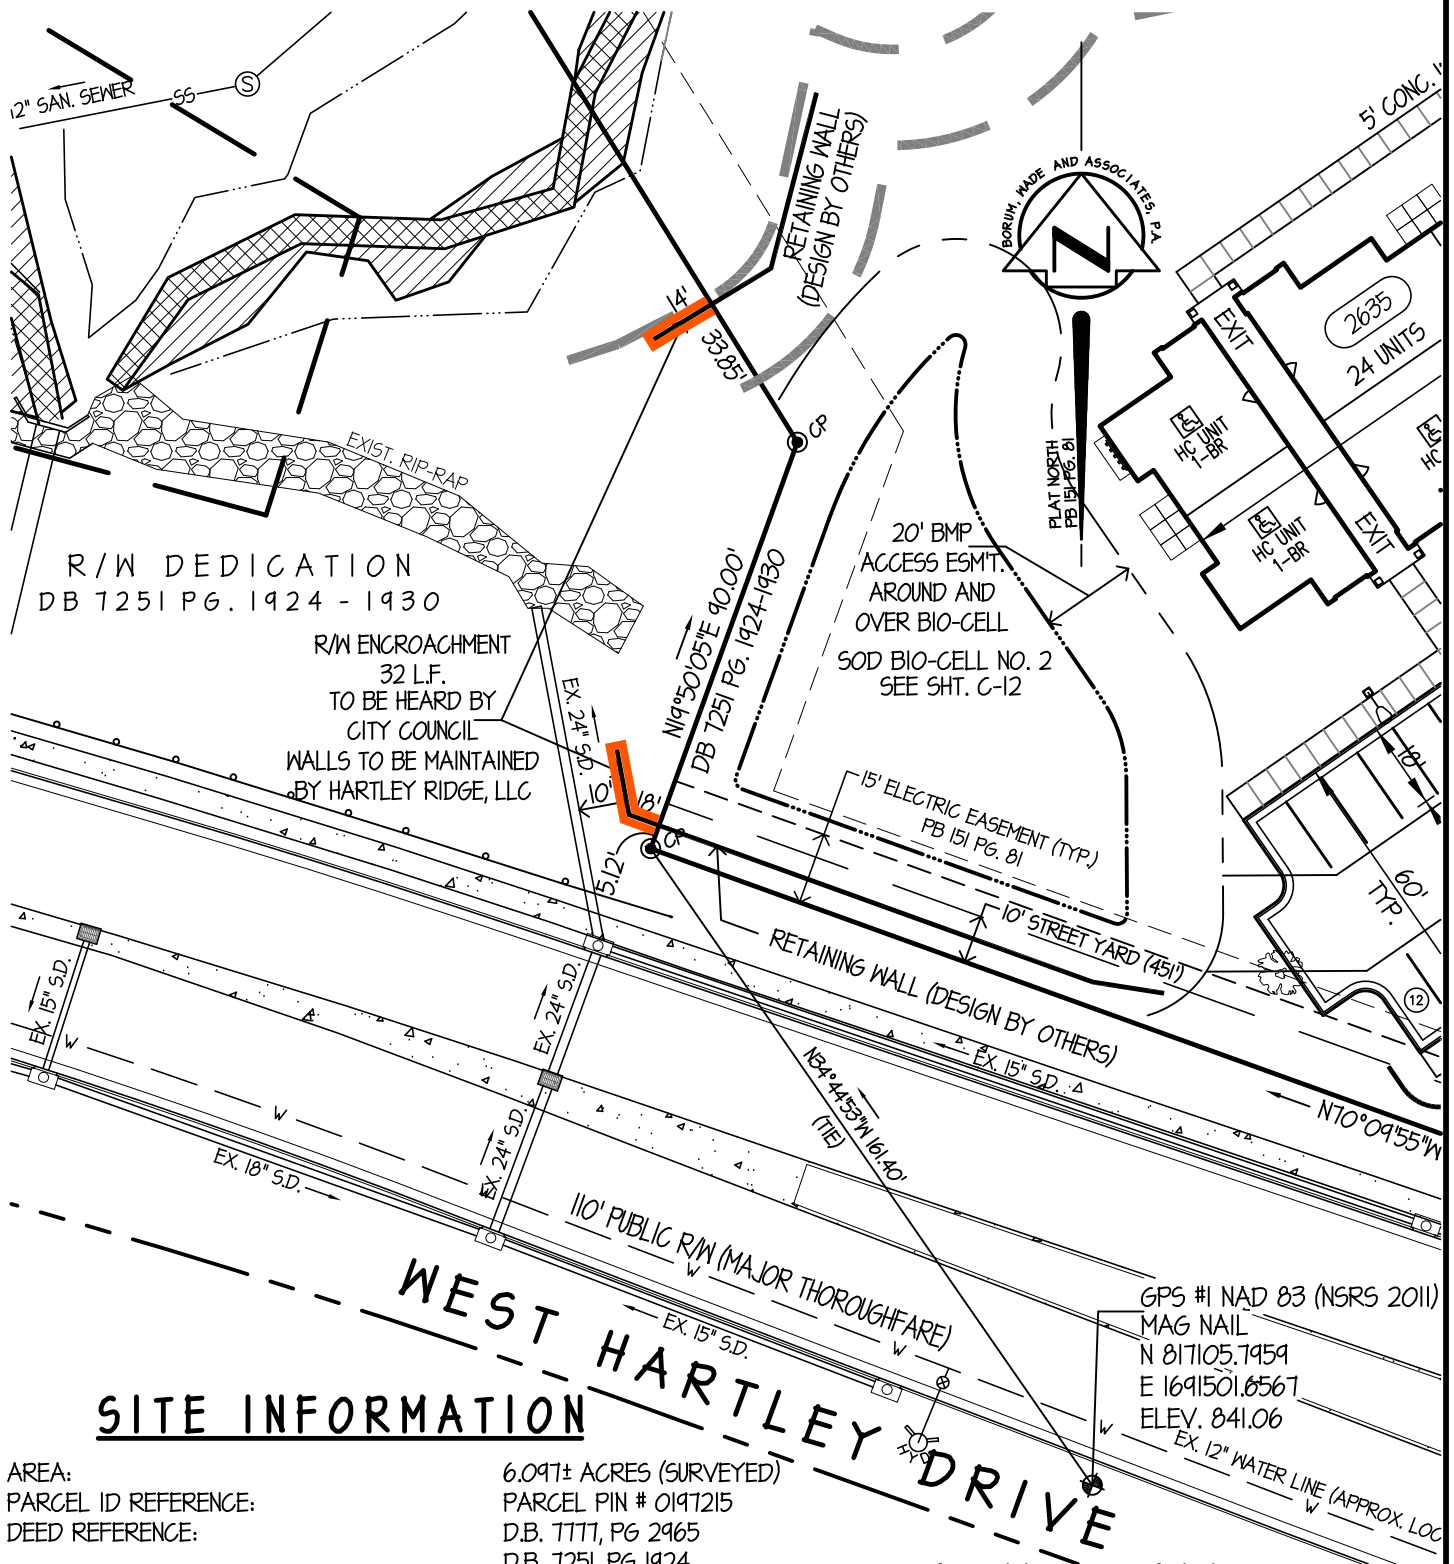 12" SAN. SEWER
SS
S
RETAINING WALL
(DESIGN BY OTHERS)
BORUM, WADE AND ASSOCIATES, P.A.
N
PLAT NORTH
PB 151 PG. 81
5' CONC.
EXIT
2635
24 UNITS
HC UNIT
1-BR
HC
HC UNIT
1-BR
EXIT
14'
33.85'
CP
EXIST. RIP-RAP
R/W DEDICATION
DB 7251 PG. 1924 - 1930
R/W ENCROACHMENT
32 L.F.
TO BE HEARD BY
CITY COUNCIL
WALLS TO BE MAINTAINED
BY HARTLEY RIDGE, LLC
EX. 24" S.D.
10'
18'
CP
5.12'
N19°50'05"E 90.00'
DB 7251 PG. 1924-1930
20' BMP
ACCESS ESM'T.
AROUND AND
OVER BIO-CELL
SOD BIO-CELL NO. 2
SEE SHT. C-12
15' ELECTRIC EASEMENT (TYP.)
PB 151 PG. 81
10' STREET YARD (451')
18'
60'
TYP.
12
RETAINING WALL (DESIGN BY OTHERS)
EX. 15" S.D.
N70°09'55"W
EX. 15" S.D.
EX. 24" S.D.
EX. 24" S.D.
W
W
W
EX. 18" S.D.
N34°44'53"W 161.40'
(TIE)
110' PUBLIC R/W (MAJOR THOROUGHFARE)
W
W
EX. 15" S.D.
WEST HARTLEY DRIVE
HYD
GPS #1 NAD 83 (NSRS 2011)
MAG NAIL
N 817105.7959
E 1691501.6567
ELEV. 841.06
W
EX. 12" WATER LINE (APPROX. LOC
W
SITE INFORMATION
AREA: 6.097± ACRES (SURVEYED)
PARCEL ID REFERENCE: PARCEL PIN # 0197215
DEED REFERENCE: D.B. 7777, PG 2965
D.B. 7251, PG 1924